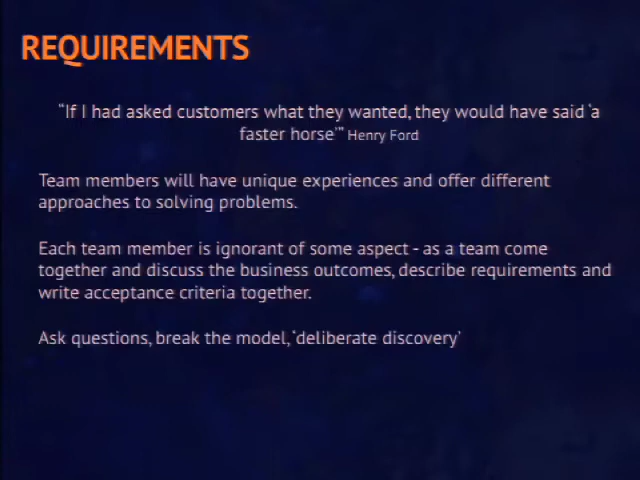 REQUIREMENTS
“If I had asked customers what they wanted, they would have said ‘a
faster horse’” Henry Ford
Team members will have unique experiences and offer different
approaches to solving problems.
Each team member is ignorant of some aspect - as a team come
together and discuss the business outcomes, describe requirements and
write acceptance criteria together.
Ask questions, break the model, ‘deliberate discovery’